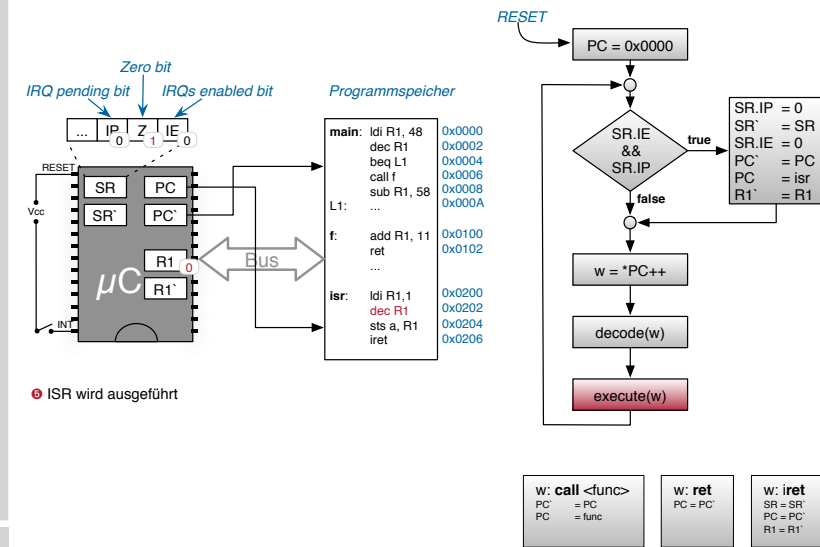 RESET
PC = 0x0000
Zero bit
IRQ pending bit
IRQs enabled bit
Programmspeicher
... IP 0 Z 1 IE 0
RESET
Vcc
INT
SR PC
SR` PC`
R1 0
R1`
µC
Bus
main: ldi R1, 48 0x0000
dec R1 0x0002
beq L1 0x0004
call f 0x0006
sub R1, 58 0x0008
L1: ... 0x000A
f: add R1, 11 0x0100
ret 0x0102
...
isr: ldi R1,1 0x0200
dec R1 0x0202
sts a, R1 0x0204
iret 0x0206
❺ ISR wird ausgeführt
SR.IE
&&
SR.IP
true
false
SR.IP = 0
SR` = SR
SR.IE = 0
PC` = PC
PC = isr
R1` = R1
w = *PC++
decode(w)
execute(w)
w: call <func>
PC` = PC
PC = func
w: ret
PC = PC`
w: iret
SR = SR`
PC = PC`
R1 = R1`